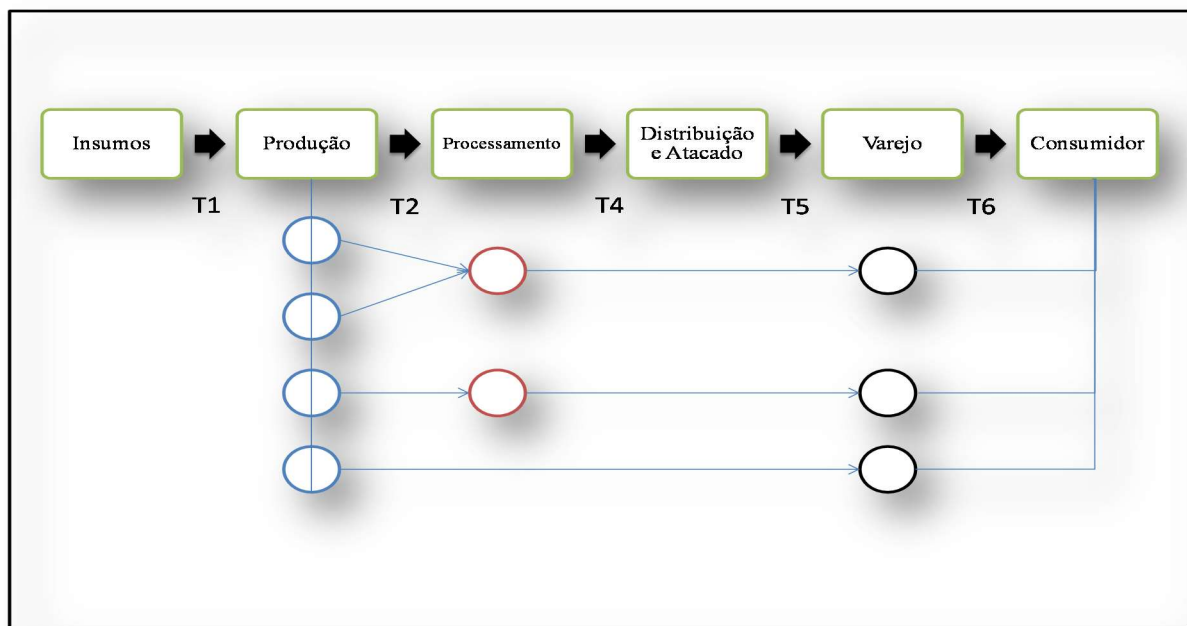 Insumos
Produção
Processamento
Distribuição
e Atacado
Varejo
Consumidor
T1
T2
T4
T5
T6